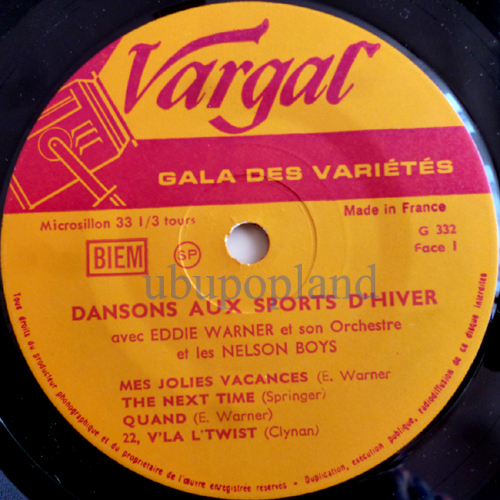 Vargal
GALA DES VARIÉTÉS
Microsillon 33 1/3 tours
Made in France
G 332
Face 1
BIEM
SP
ubupopland
DANSONS AUX SPORTS D'HIVER
avec EDDIE WARNER et son Orchestre
et les NELSON BOYS
MES JOLIES VACANCES (E. Warner
THE NEXT TIME (Springer)
QUAND (E. Warner)
22, V'LA L'TWIST (Clynan)
Tous droits du producteur phonographique et du propriétaire de l'œuvre enregistrée réservés - Duplication, exécution publique, radiodiffusion de ce disque interdites